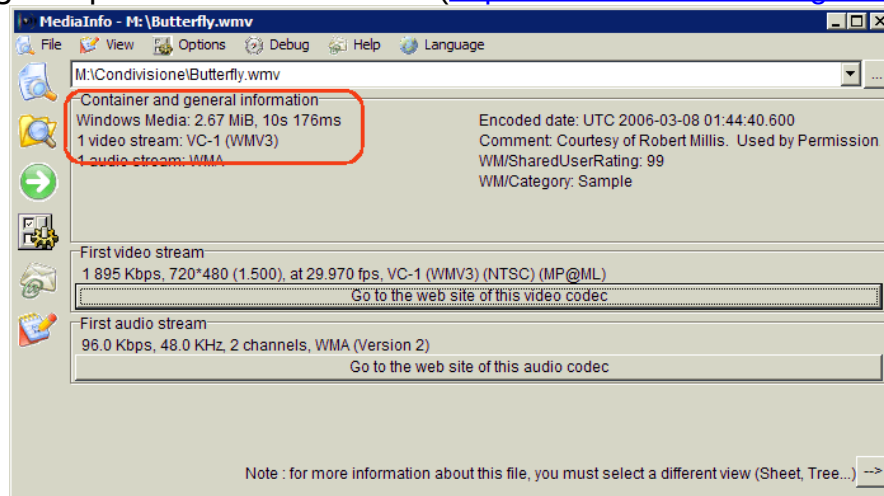 MediaInfo - M:\Butterfly.wmv
File View Options Debug Help Language
M:\Condivisione\Butterfly.wmv
...
Container and general information
Windows Media: 2.67 MiB, 10s 176ms
1 video stream: VC-1 (WMV3)
1 audio stream: WMA
Encoded date: UTC 2006-03-08 01:44:40.600
Comment: Courtesy of Robert Millis.  Used by Permission
WM/SharedUserRating: 99
WM/Category: Sample
First video stream
1 895 Kbps, 720*480 (1.500), at 29.970 fps, VC-1 (WMV3) (NTSC) (MP@ML)
Go to the web site of this video codec
First audio stream
96.0 Kbps, 48.0 KHz, 2 channels, WMA (Version 2)
Go to the web site of this audio codec
Note : for more information about this file, you must select a different view (Sheet, Tree...)
-->